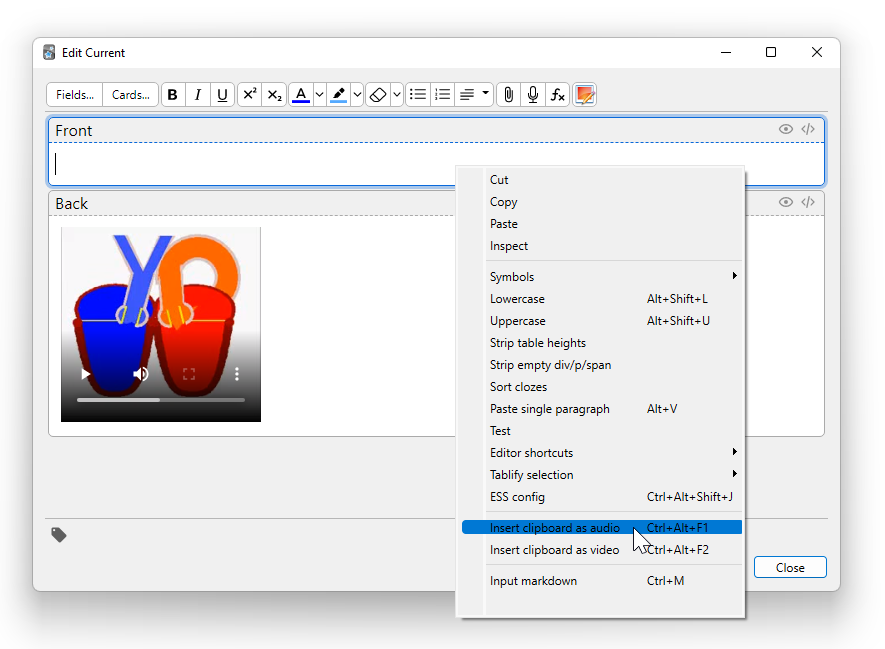 Edit Current
Fields... Cards... B I U X² X₂ A fx
Front
Back
Cut
Copy
Paste
Inspect
Symbols
Lowercase Alt+Shift+L
Uppercase Alt+Shift+U
Strip table heights
Strip empty div/p/span
Sort clozes
Paste single paragraph Alt+V
Test
Editor shortcuts
Tablify selection
ESS config Ctrl+Alt+Shift+J
Insert clipboard as audio Ctrl+Alt+F1
Insert clipboard as video Ctrl+Alt+F2
Input markdown Ctrl+M
Close